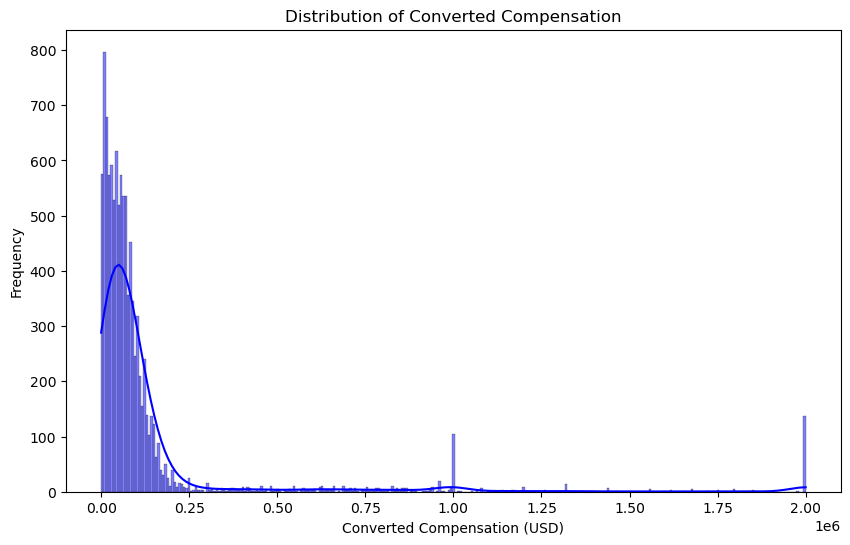 Distribution of Converted Compensation
800
700
600
500
400
300
200
100
0
Frequency
0.00 0.25 0.50 0.75 1.00 1.25 1.50 1.75 2.00
1e6
Converted Compensation (USD)